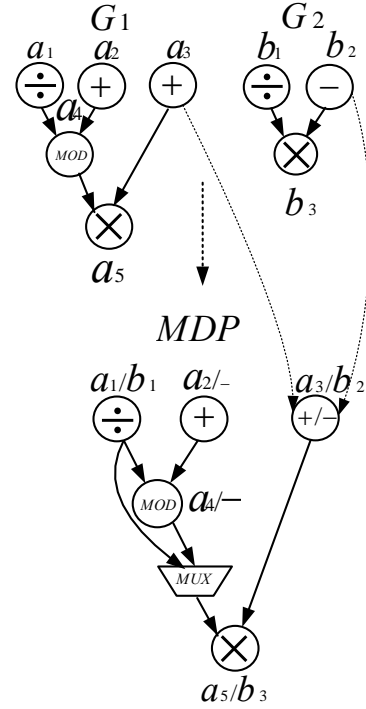 G1 G2
a1 a2 a3 b1 b2
÷ + + ÷ −
a4
MOD ×
× b3
a5
MDP
a1/b1 a2/− a3/b2
÷ + +/−
MOD a4/−
MUX
×
a5/b3